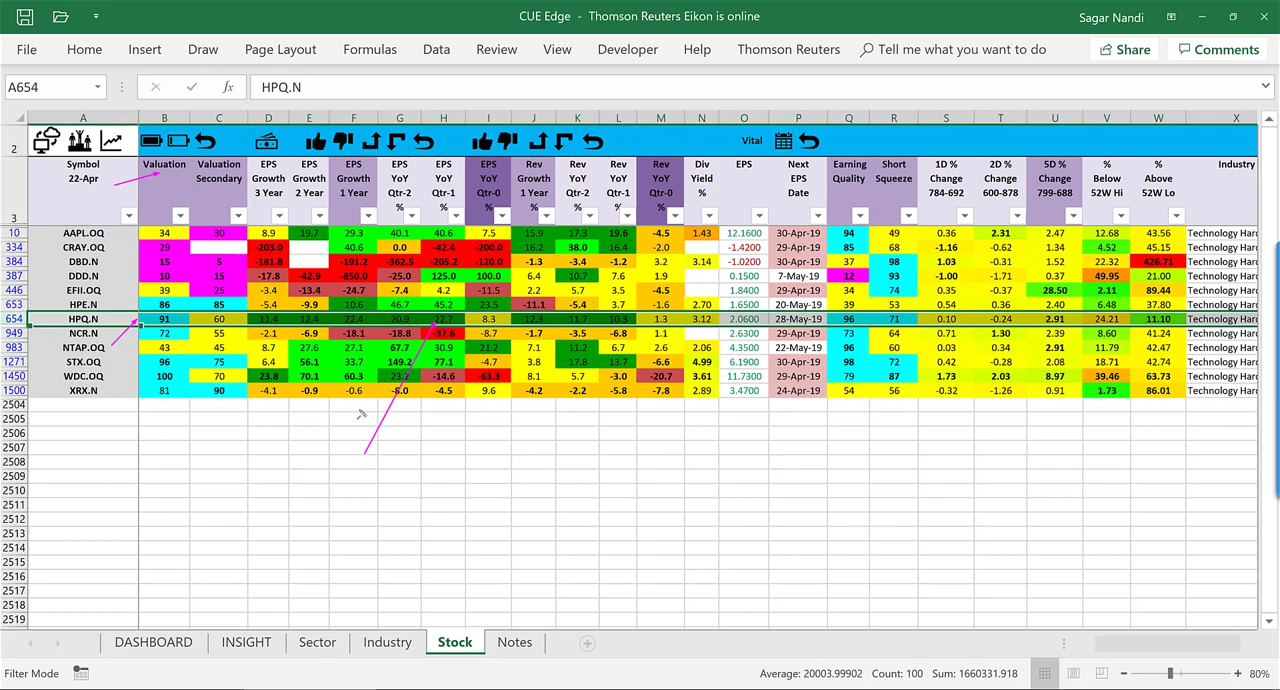 CUE Edge - Thomson Reuters Eikon is online
Sagar Nandi
File Home Insert Draw Page Layout Formulas Data Review View Developer Help Thomson Reuters Tell me what you want to do Share Comments
A654 fx HPQ.N
A B C D E F G H I J K L M N O P Q R S T U V W X
2 Vital
3 Symbol 22-Apr Valuation Valuation Secondary EPS Growth 3 Year EPS Growth 2 Year EPS Growth 1 Year EPS YoY Qtr-2 % EPS YoY Qtr-1 % EPS YoY Qtr-0 % Rev Growth 1 Year % Rev YoY Qtr-2 % Rev YoY Qtr-1 % Rev YoY Qtr-0 % Div Yield % EPS Next EPS Date Earning Quality Short Squeeze 1D % Change 784-692 2D % Change 600-878 5D % Change 799-688 % Below 52W Hi % Above 52W Lo Industry
10 AAPL.OQ 34 30 8.9 19.7 29.3 40.1 40.6 7.5 15.9 17.3 19.6 -4.5 1.43 12.1600 30-Apr-19 94 49 0.36 2.31 2.47 12.68 43.56 Technology Har
334 CRAY.OQ 29 -203.0 40.6 0.0 -42.4 -200.0 16.2 38.0 16.4 -2.0 -1.4200 29-Apr-19 85 68 -1.16 -0.62 1.34 4.52 45.15 Technology Har
384 DBD.N 15 5 -181.8 -191.2 -362.5 -205.2 -120.0 -1.3 -3.4 -1.2 3.2 3.14 -1.0200 30-Apr-19 37 98 1.03 -0.31 1.52 22.32 426.71 Technology Har
387 DDD.N 10 15 -17.8 -42.9 -850.0 -25.0 125.0 100.0 6.4 10.7 7.6 1.9 0.1500 7-May-19 12 93 -1.00 -1.71 0.37 49.95 21.00 Technology Har
446 EFII.OQ 39 25 -3.4 -13.4 -24.7 -7.4 4.2 -11.5 2.2 5.7 3.5 -4.5 1.8400 29-Apr-19 34 74 0.35 -0.37 28.50 2.11 89.44 Technology Har
653 HPE.N 86 85 -5.4 -9.9 10.6 46.7 45.2 23.5 -11.1 -5.4 3.7 -1.6 2.70 1.6500 20-May-19 39 53 0.54 0.36 2.40 6.48 37.80 Technology Har
654 HPQ.N 91 60 11.4 12.4 22.4 20.9 22.7 8.3 12.3 11.7 10.3 1.3 3.12 2.0600 28-May-19 96 71 0.10 -0.24 2.91 24.21 11.10 Technology Har
949 NCR.N 72 55 -2.1 -6.9 -18.1 -18.8 -37.6 -8.7 -1.7 -3.5 -6.8 1.1 2.6300 29-Apr-19 73 64 0.71 1.30 2.39 8.60 41.24 Technology Har
983 NTAP.OQ 43 45 8.7 27.6 27.1 67.7 30.9 21.2 7.1 11.2 6.7 2.6 2.06 4.3500 22-May-19 96 60 0.03 0.34 2.91 11.79 42.47 Technology Har
1271 STX.OQ 96 75 6.4 56.1 33.7 149.2 77.1 -4.7 3.8 17.8 13.7 -6.6 4.99 6.1900 30-Apr-19 98 72 0.42 -0.28 2.08 18.71 42.74 Technology Har
1450 WDC.OQ 100 70 23.8 70.1 60.3 -14.6 -63.3 8.1 5.7 -3.0 -20.7 3.61 11.7300 29-Apr-19 79 87 1.73 2.03 8.97 39.46 63.73 Technology Har
1500 XRX.N 81 90 -4.1 -0.9 -0.6 -8.0 -4.5 9.6 -4.2 -2.2 -5.8 -7.8 2.89 3.4700 24-Apr-19 54 56 -0.32 -1.26 0.91 1.73 86.01 Technology Har
2504
2505
2506
2507
2508
2509
2510
2511
2512
2513
2514
2515
2516
2517
2518
2519
DASHBOARD INSIGHT Sector Industry Stock Notes
Filter Mode Average: 20003.99902 Count: 100 Sum: 1660331.918 80%